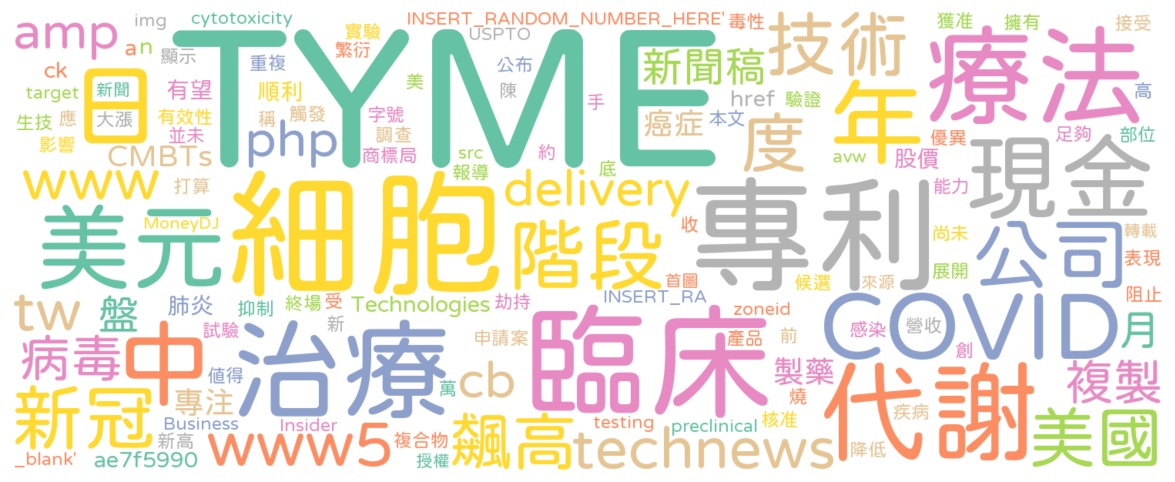 amp
img
cytotoxicity
INSERT_RANDOM_NUMBER_HERE'
毒性
獲准
擁有
接受
a
n
顯示
實驗
繁衍
USPTO
新聞稿
技術
療法
ck
重複
TYME
公布
target
日
新聞
有望
順利
美
陳
href
驗證
年
高
生技
應
大漲
有效性
稱
觸發
字號
手
癌症
本文
度
優異
足夠
部位
影響
並未
php
調查
商標局
src
約
avw
股價
現金
CMBTs
報導
底
www
打算
細胞
delivery
專利
能力
美元
MoneyDJ
階段
收
尚未
公司
轉載
展開
表現
首圖
候選
來源
阻止
tw
盤
肺炎
抑制
終場
受
Technologies
劫持
INSERT_RA
zoneid
COVID
感染
營收
月
病毒
中
試驗
新
治療
申請案
臨床
產品
前
創
值得
製藥
代謝
複製
新冠
專注
萬
cb
燒
Business
Insider
飆高
testing
preclinical
核准
疾病
美國
_blank'
ae7f5990
新高
www5
複合物
授權
technews
降低